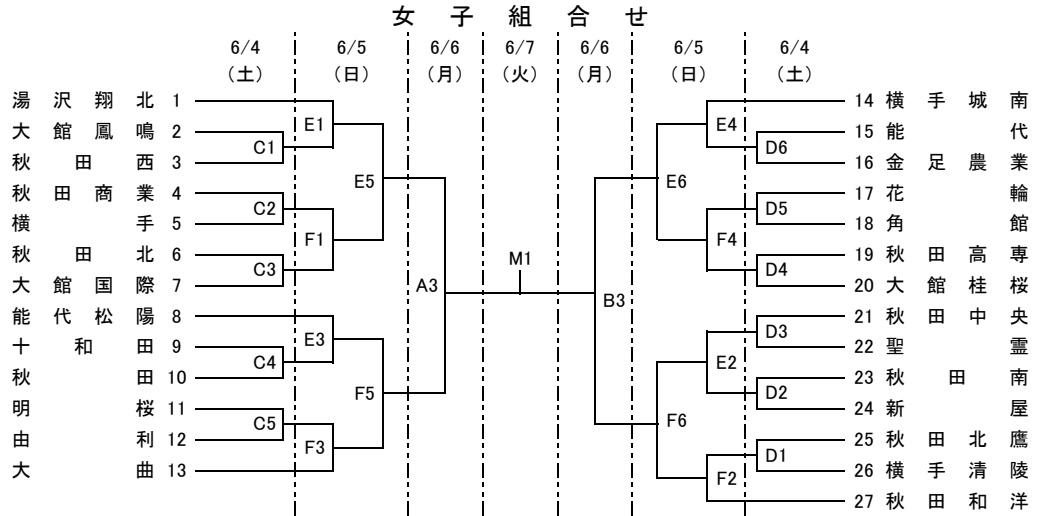 女子組合せ
6/4 6/5 6/6 6/7 6/6 6/5 6/4
(土) (日) (月) (火) (月) (日) (土)
湯沢翔北 1
大館鳳鳴 2
秋田西 3
秋田商業 4
横手 5
秋田北 6
大館国際 7
能代松陽 8
十和田 9
秋田 10
明桜 11
由利 12
大曲 13
C1
C2
C3
C4
C5
E1
F1
E3
F3
E5
F5
A3
M1
B3
E6
F6
E4
F4
E2
F2
D6
D5
D4
D3
D2
D1
14 横手城南
15 能代
16 金足農業
17 花輪
18 角館
19 秋田高専
20 大館桂桜
21 秋田中央
22 聖霊
23 秋田南
24 新屋
25 秋田北鷹
26 横手清陵
27 秋田和洋